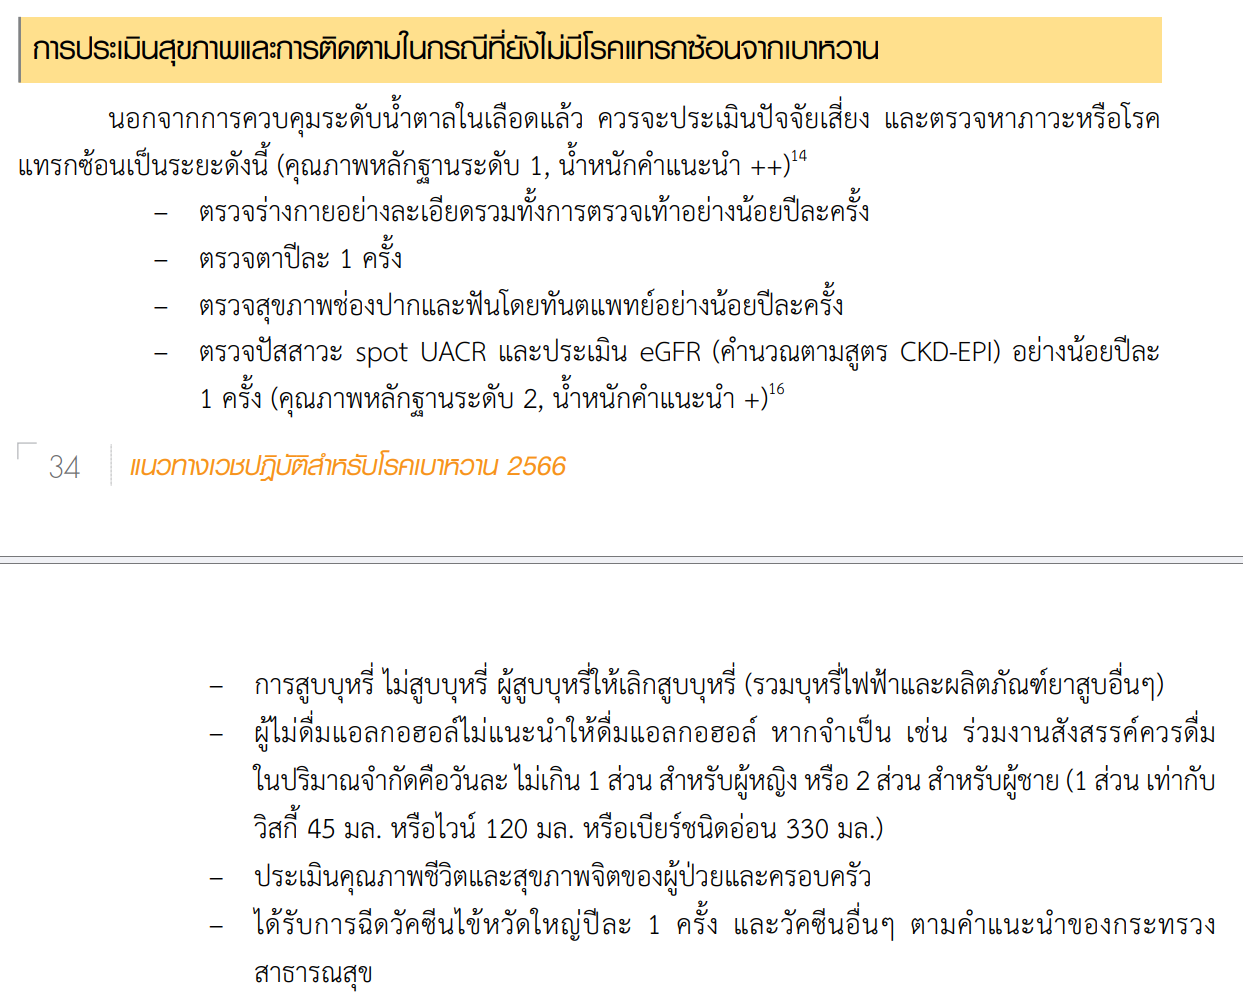 การประเมินสุขภาพและการติดตามในกรณีที่ยังไม่มีโรคแทรกซ้อนจากเบาหวาน
นอกจากการควบคุมระดับน้ำตาลในเลือดแล้ว ควรจะประเมินปัจจัยเสี่ยง และตรวจหาภาวะหรือโรค
แทรกซ้อนเป็นระยะดังนี้ (คุณภาพหลักฐานระดับ 1, น้ำหนักคำแนะนำ ++)14
– ตรวจร่างกายอย่างละเอียดรวมทั้งการตรวจเท้าอย่างน้อยปีละครั้ง
– ตรวจตาปีละ 1 ครั้ง
– ตรวจสุขภาพช่องปากและฟันโดยทันตแพทย์อย่างน้อยปีละครั้ง
– ตรวจปัสสาวะ spot UACR และประเมิน eGFR (คำนวณตามสูตร CKD-EPI) อย่างน้อยปีละ
1 ครั้ง (คุณภาพหลักฐานระดับ 2, น้ำหนักคำแนะนำ +)16
34 แนวทางเวชปฏิบัติสำหรับโรคเบาหวาน 2566
– การสูบบุหรี่ ไม่สูบบุหรี่ ผู้สูบบุหรี่ให้เลิกสูบบุหรี่ (รวมบุหรี่ไฟฟ้าและผลิตภัณฑ์ยาสูบอื่นๆ)
– ผู้ไม่ดื่มแอลกอฮอล์ไม่แนะนำให้ดื่มแอลกอฮอล์ หากจำเป็น เช่น ร่วมงานสังสรรค์ควรดื่ม
ในปริมาณจำกัดคือวันละ ไม่เกิน 1 ส่วน สำหรับผู้หญิง หรือ 2 ส่วน สำหรับผู้ชาย (1 ส่วน เท่ากับ
วิสกี้ 45 มล. หรือไวน์ 120 มล. หรือเบียร์ชนิดอ่อน 330 มล.)
– ประเมินคุณภาพชีวิตและสุขภาพจิตของผู้ป่วยและครอบครัว
– ได้รับการฉีดวัคซีนไข้หวัดใหญ่ปีละ 1 ครั้ง และวัคซีนอื่นๆ ตามคำแนะนำของกระทรวง
สาธารณสุข